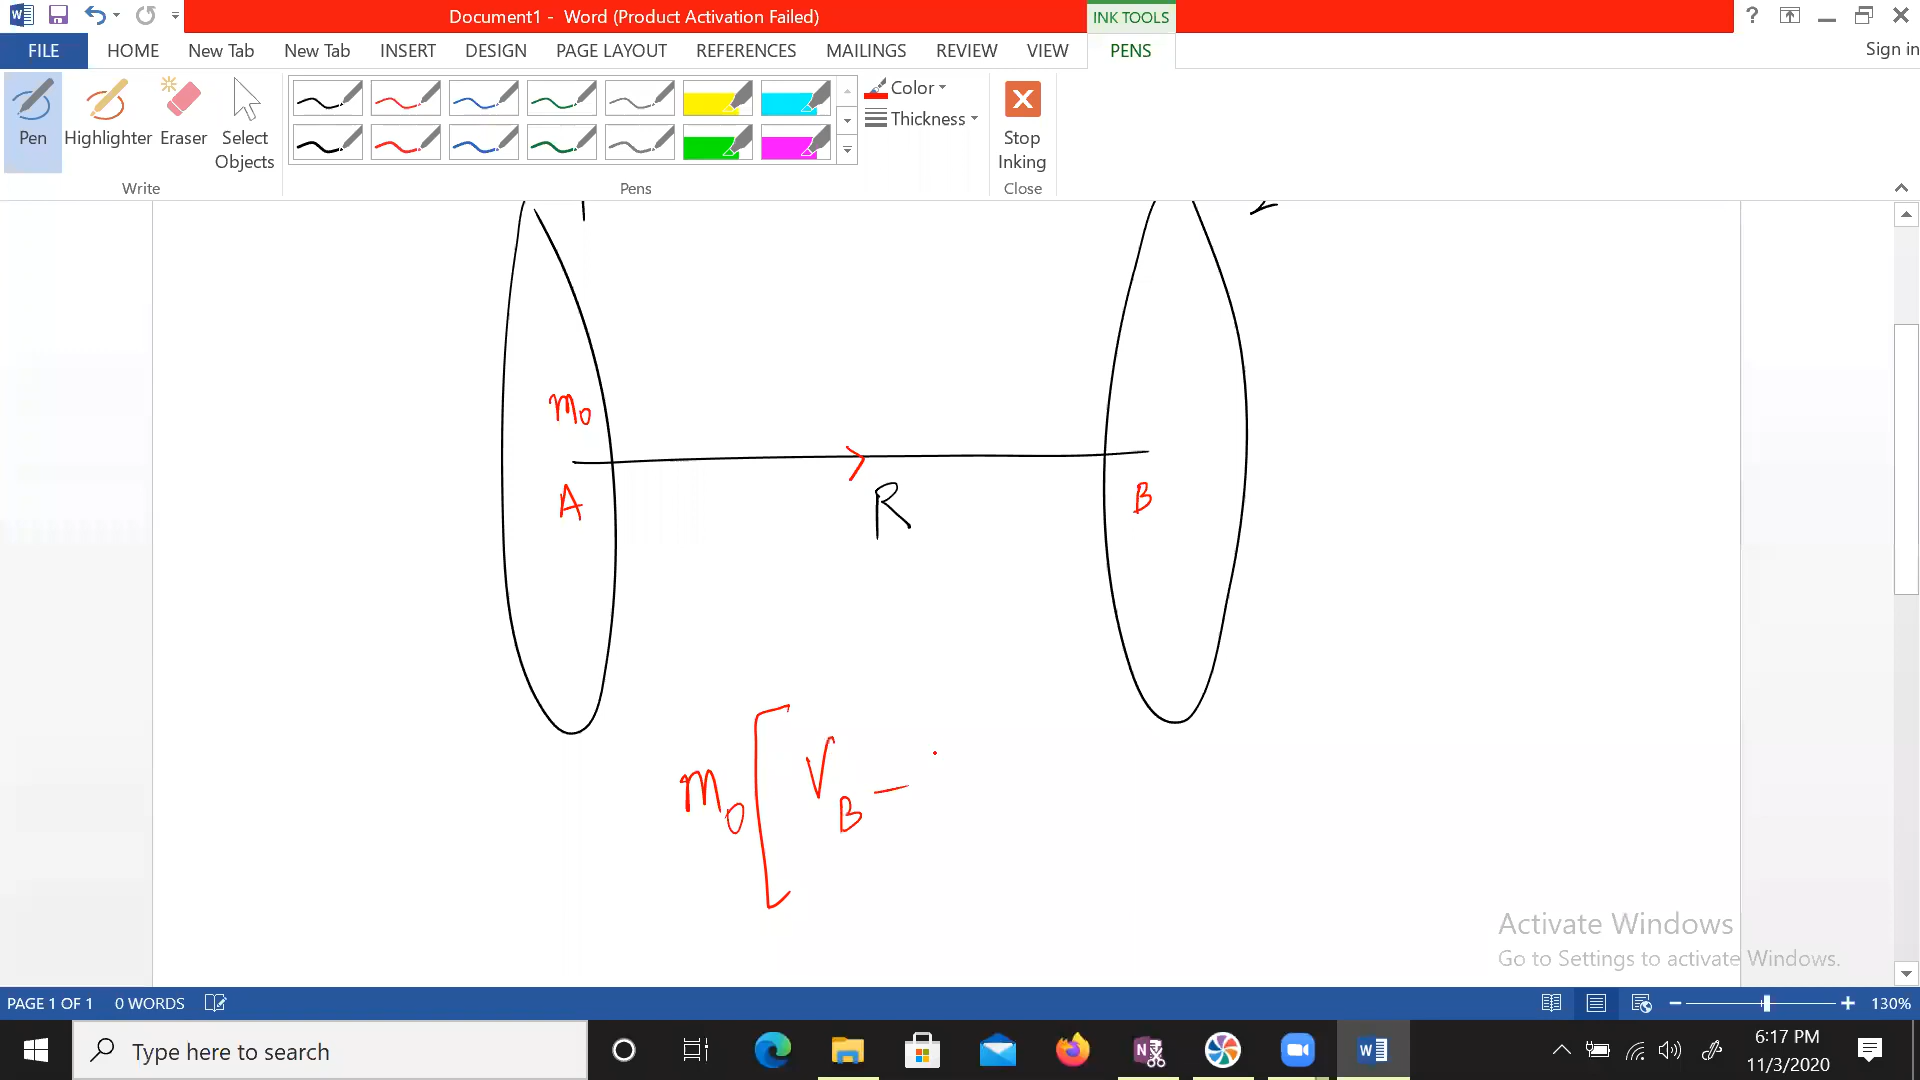 Document1 - Word (Product Activation Failed)
INK TOOLS
?
FILE HOME New Tab New Tab INSERT DESIGN PAGE LAYOUT REFERENCES MAILINGS REVIEW VIEW PENS Sign in
Pen Highlighter Eraser Select Objects
Color
Thickness
Stop Inking
Write Pens Close
m0
A
R
B
m0 [ VB −
Activate Windows
Go to Settings to activate Windows.
PAGE 1 OF 1 0 WORDS 130%
Type here to search
6:17 PM
11/3/2020